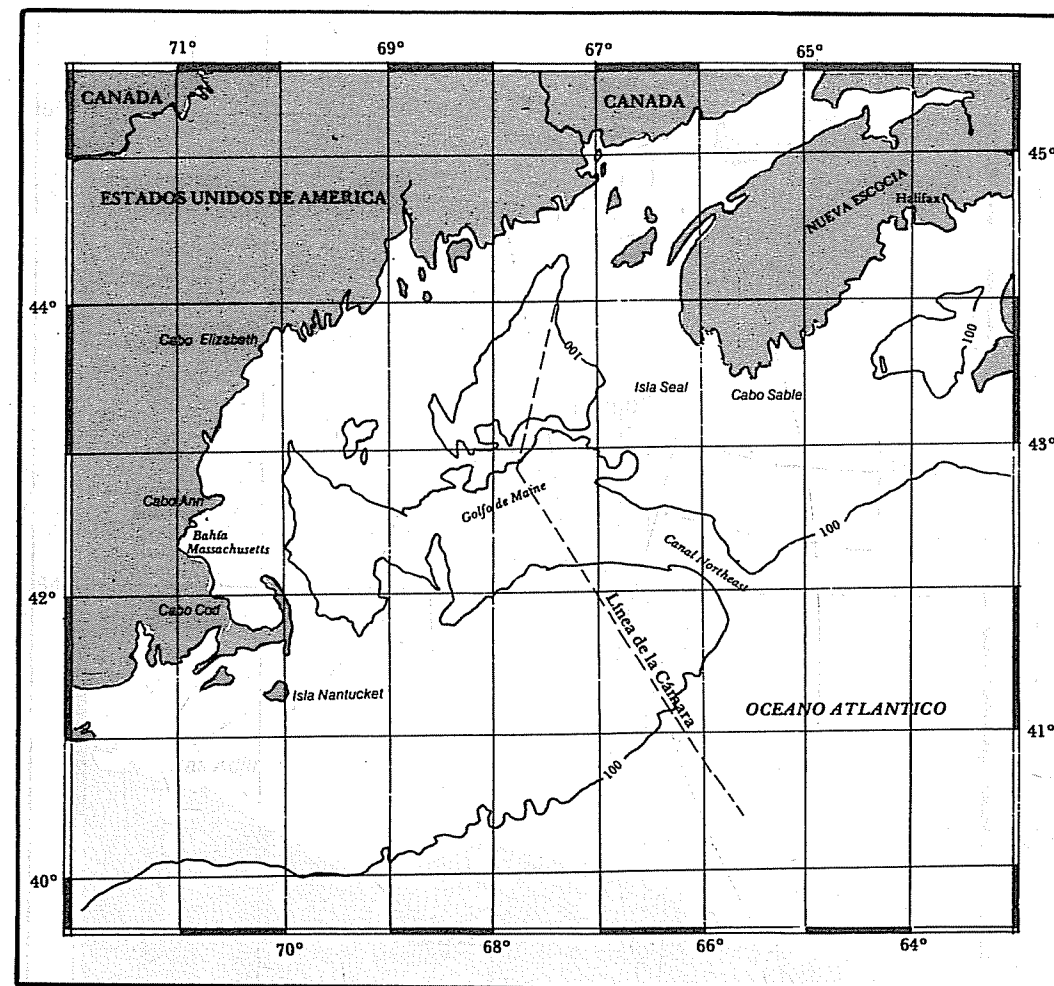 71°
69°
67°
65°
CANADA
CANADA
45°
ESTADOS UNIDOS DE AMERICA
NUEVA ESCOCIA
Halifax
44°
Cabo Elizabeth
100
100
Isla Seal
Cabo Sable
43°
Cabo Ann
Golfo de Maine
100
Bahía
Massachusetts
Canal Northeast
42°
Cabo Cod
Línea de la Cámara
Isla Nantucket
OCEANO ATLANTICO
41°
100
40°
70°
68°
66°
64°